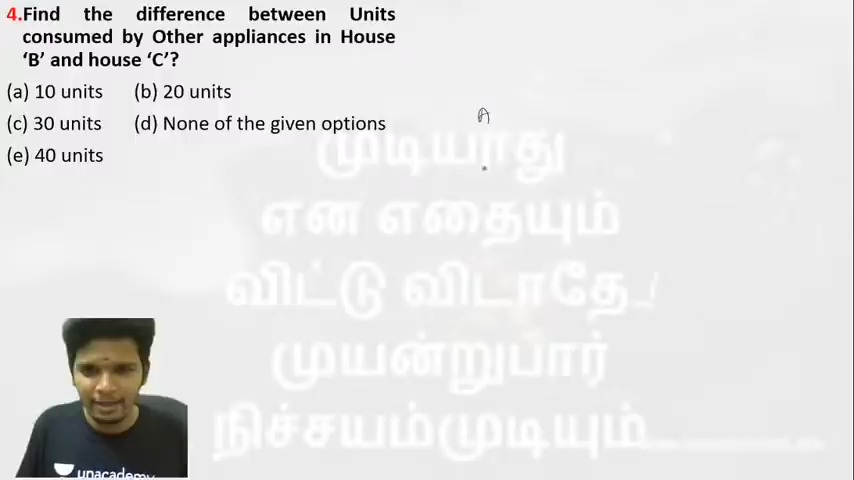 4.Find the difference between Units
consumed by Other appliances in House
‘B’ and house ‘C’?
(a) 10 units (b) 20 units
(c) 30 units (d) None of the given options
(e) 40 units
A
முடியாது
என எதையும்
விட்டு விடாதே..!
முயன்றுபார்
நிச்சயம்முடியும்
unacademy